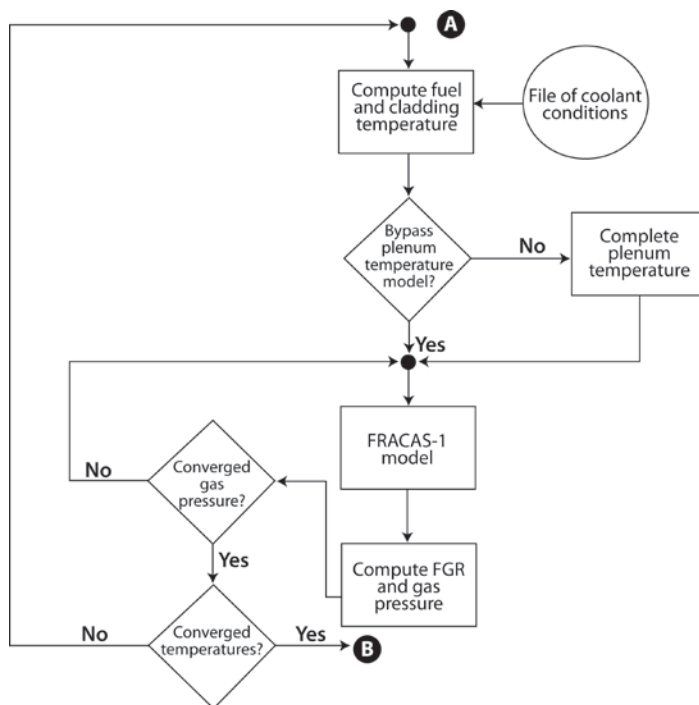 A
Compute fuel
and cladding
temperature
File of coolant
conditions
Bypass
plenum
temperature
model?
No
Complete
plenum
temperature
Yes
FRACAS-1
model
No
Converged
gas
pressure?
Yes
Compute FGR
and gas
pressure
No
Converged
temperatures?
Yes
B